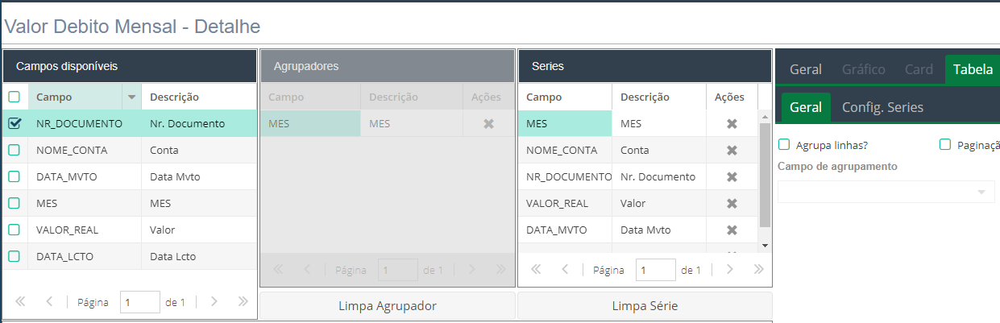 Valor Debito Mensal - Detalhe
Campos disponíveis
Campo Descrição
NR_DOCUMENTO Nr. Documento
NOME_CONTA Conta
DATA_MVTO Data Mvto
MES MES
VALOR_REAL Valor
DATA_LCTO Data Lcto
Página 1 de 1
Agrupadores
Campo Descrição Ações
MES MES
Página 1 de 1
Limpa Agrupador
Series
Campo Descrição Ações
MES MES
NOME_CONTA Conta
NR_DOCUMENTO Nr. Documento
VALOR_REAL Valor
DATA_MVTO Data Mvto
Página 1 de 1
Limpa Série
Geral Gráfico Card Tabela
Geral Config. Series
Agrupa linhas? Paginaçã
Campo de agrupamento